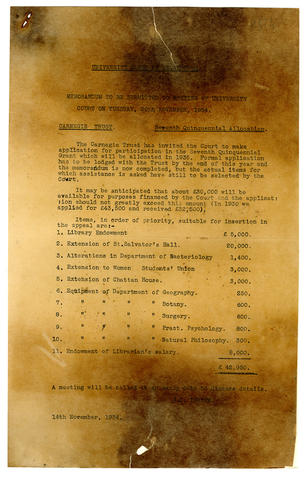 UNIVERSITY
MEMORANDUM TO BE SUBMITTED TO MEETING OF UNIVERSITY
COURT ON TUESDAY, NOVEMBER, 1934.
CARNEGIE TRUST. Seventh Quinquennial Allocation.
The Carnegie Trust has invited the Court to make
application for participation in the new Seventh Quinquennial
Grant which will be allocated in 1935. Formal application
has to be lodged with the Trust by the end of this year and
the memorandum is now completed, but the actual items for
which assistance is asked have still to be selected by the
Court.
It may be anticipated that about £30,000 will be
available for purposes financed by the Court and the applicat-
ion should not greatly exceed this amount (in 1930 we
applied for £43,500 and received £32,500).
Items, in order of priority, suitable for insertion in
the appeal are:-
1. Library Endowment £ 5,000.
2. Extension of St.Salvator's Hall. 20,000.
3. Alterations in Department of Bacteriology 1,400.
4. Extension to Women Students' Union 3,000.
5. Extension of Chattan House. 3,000.
6. Equipment of Department of Geography. 250.
7. " " " " Botany. 600.
8. " " " " Surgery. 600.
9. " " " " Pract. Psychology. 800.
10. " " " " Natural Philosophy. 300.
11. Endowment of Librarian's salary. 8,000.
£ 42,950.
A meeting will be called at details.
14th November, 1934.